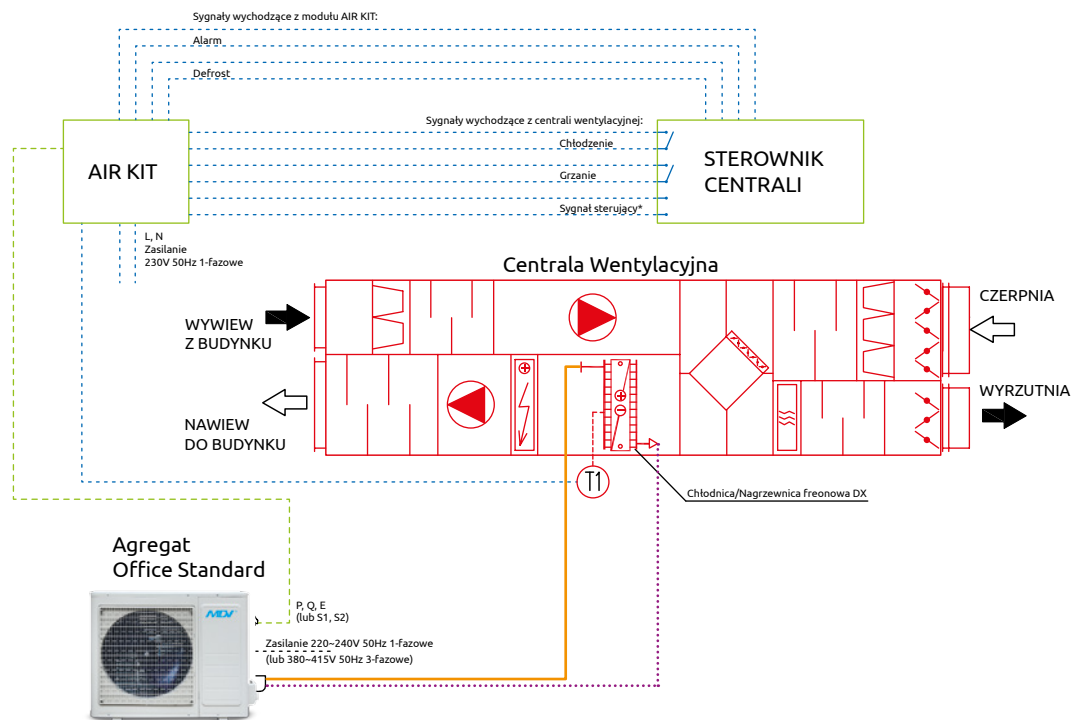 Sygnały wychodzące z modułu AIR KIT:
Alarm
Defrost
Sygnały wychodzące z centrali wentylacyjnej:
Chłodzenie
Grzanie
Sygnał sterujący*
AIR KIT
STEROWNIK
CENTRALI
L, N
Zasilanie
230V 50Hz 1-fazowe
Centrala Wentylacyjna
WYWIEW
Z BUDYNKU
CZERPNIA
NAWIEW
DO BUDYNKU
WYRZUTNIA
T1
Chłodnica/Nagrzewnica freonowa DX
Agregat
Office Standard
MDV
P, Q, E
(lub S1, S2)
Zasilanie 220~240V 50Hz 1-fazowe
(lub 380~415V 50Hz 3-fazowe)